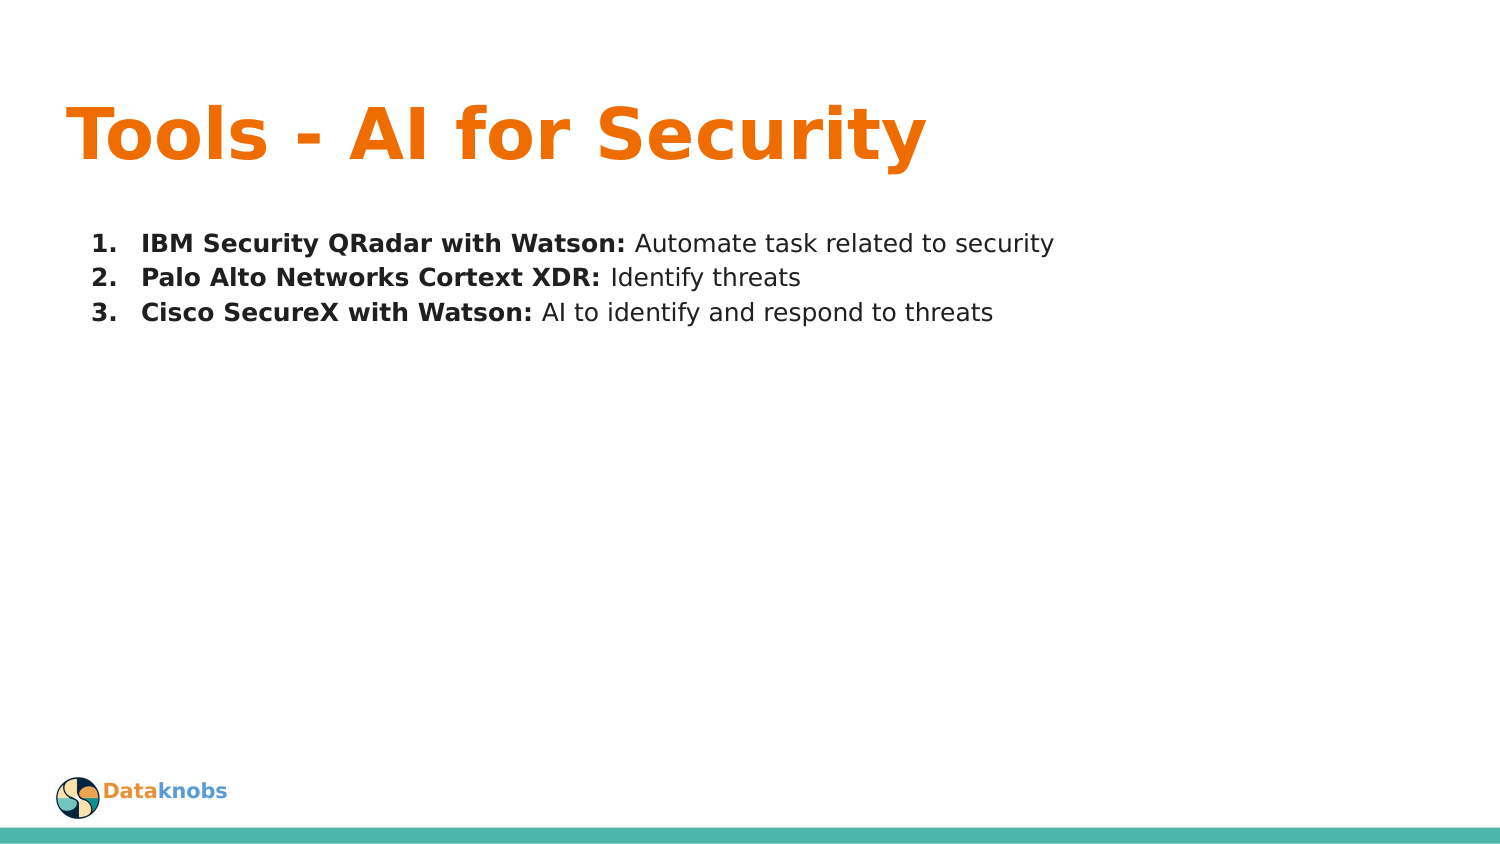 Tools - AI for Security
1. IBM Security QRadar with Watson: Automate task related to security
2. Palo Alto Networks Cortext XDR: Identify threats
3. Cisco SecureX with Watson: AI to identify and respond to threats
Dataknobs